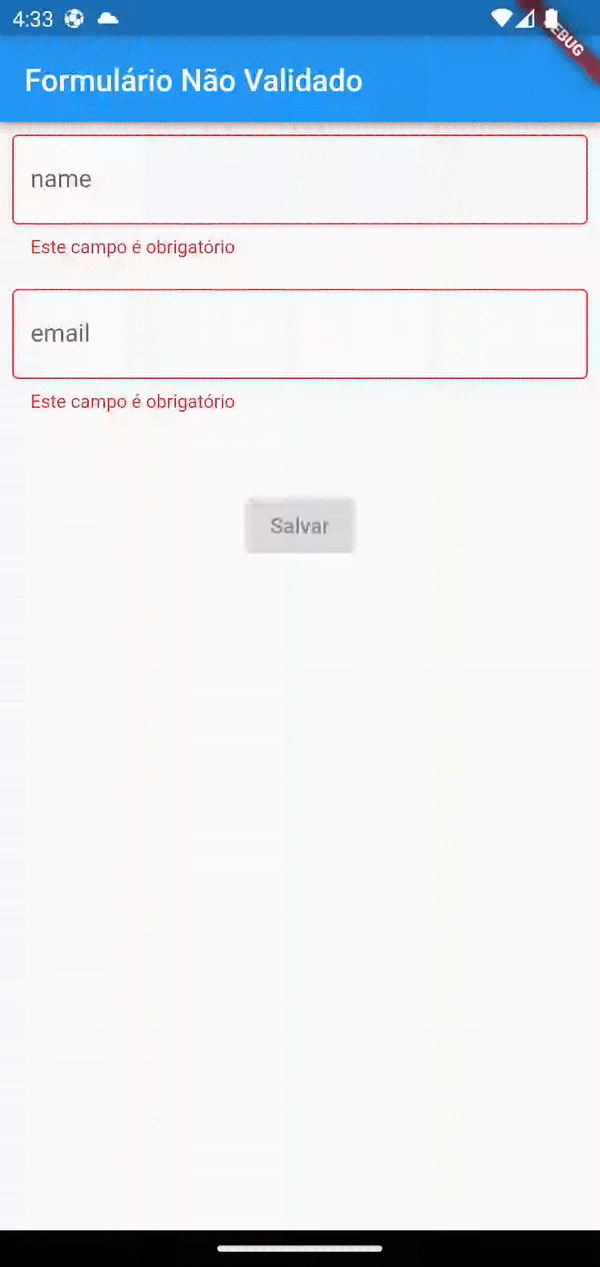 4:33
DEBUG
Formulário Não Validado
name
Este campo é obrigatório
email
Este campo é obrigatório
Salvar